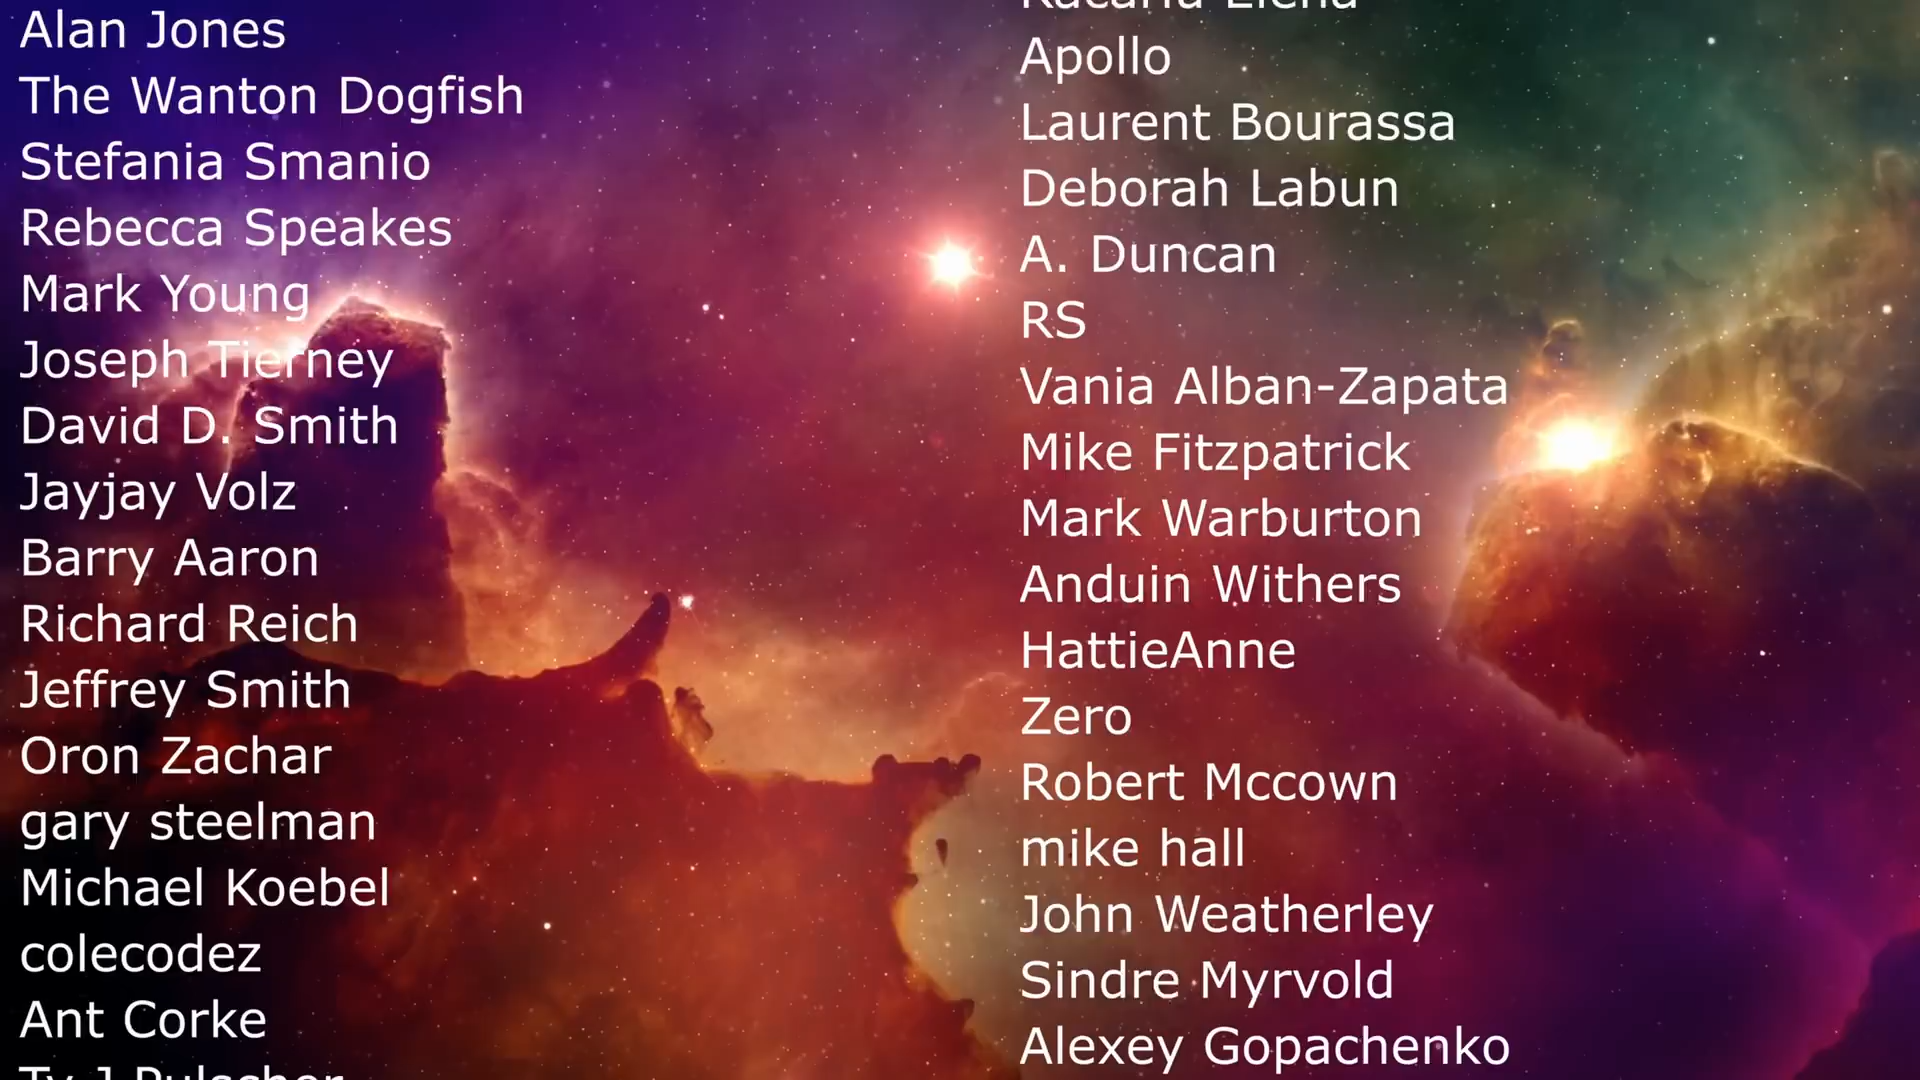 Alan Jones
The Wanton Dogfish
Stefania Smanio
Rebecca Speakes
Mark Young
Joseph Tierney
David D. Smith
Jayjay Volz
Barry Aaron
Richard Reich
Jeffrey Smith
Oron Zachar
gary steelman
Michael Koebel
colecodez
Ant Corke
Ty J
Elena
Apollo
Laurent Bourassa
Deborah Labun
A. Duncan
RS
Vania Alban-Zapata
Mike Fitzpatrick
Mark Warburton
Anduin Withers
HattieAnne
Zero
Robert Mccown
mike hall
John Weatherley
Sindre Myrvold
Alexey Gopachenko